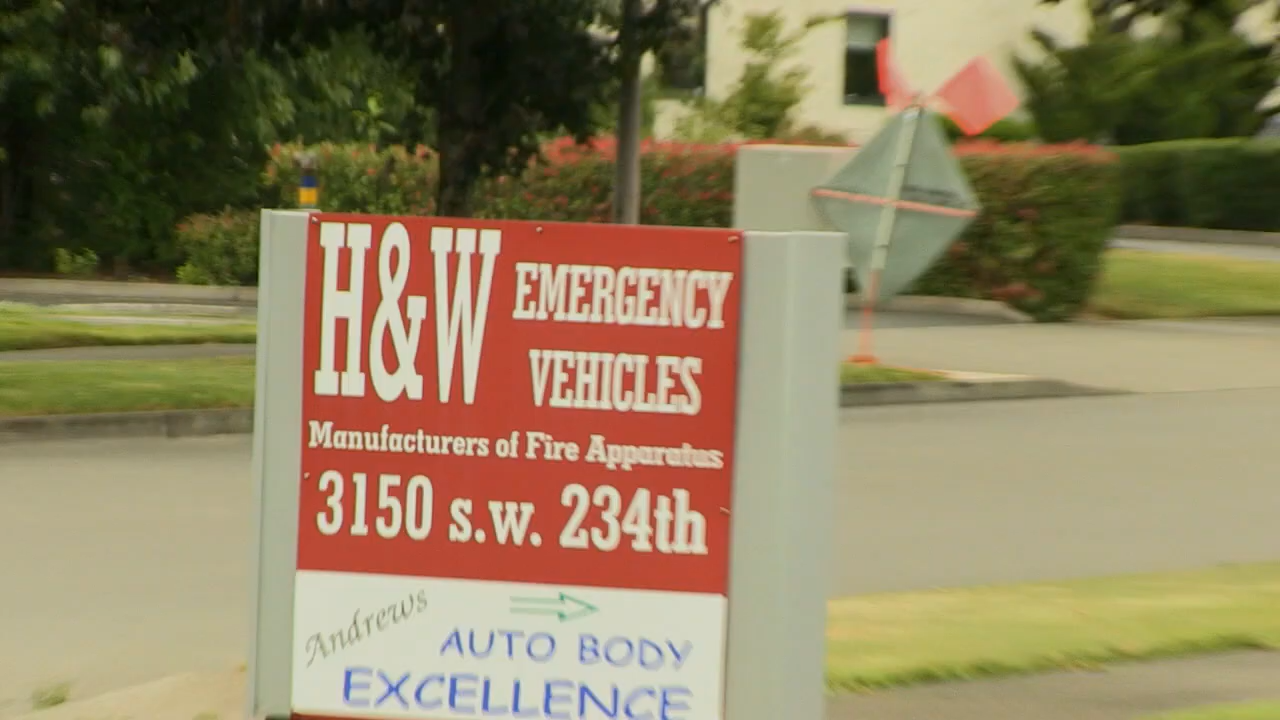 H&W EMERGENCY
VEHICLES
Manufacturers of Fire Apparatus
3150 s.w. 234th
Andrews
AUTO BODY
EXCELLENCE